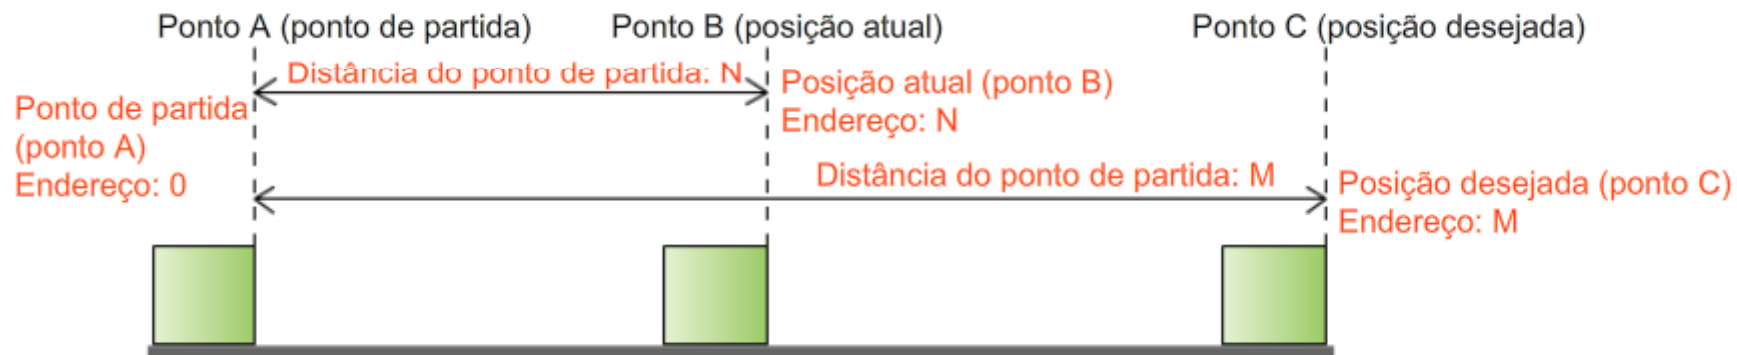 Ponto A (ponto de partida)
Ponto B (posição atual)
Ponto C (posição desejada)
Distância do ponto de partida: N
Posição atual (ponto B)
Endereço: N
Ponto de partida
(ponto A)
Endereço: 0
Distância do ponto de partida: M
Posição desejada (ponto C)
Endereço: M